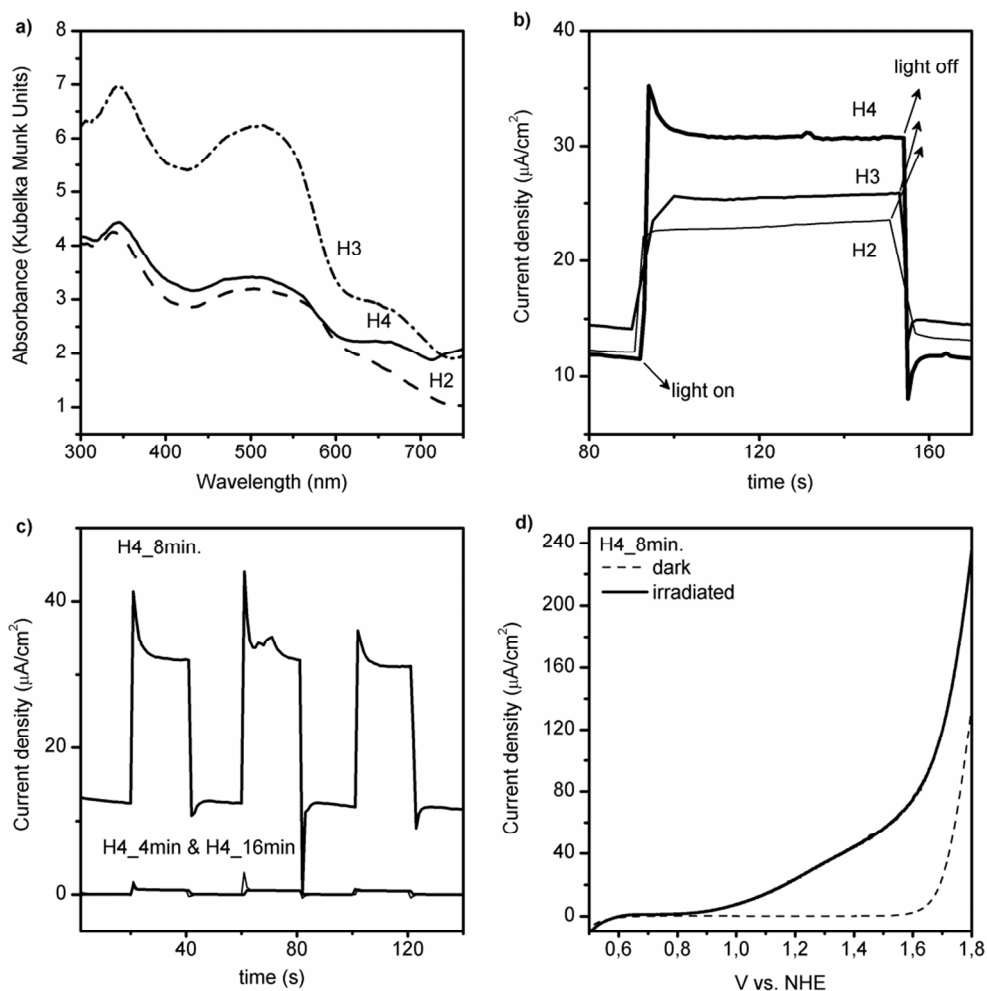 a)
8
7
6
5
4
3
2
1
Absorbance (Kubelka Munk Units)
H3
H4
H2
300 400 500 600 700
Wavelength (nm)
b)
40
30
20
10
Current density (µA/cm²)
light off
H4
H3
H2
light on
80 120 160
time (s)
c)
40
20
0
Current density (µA/cm²)
H4_8min.
H4_4min & H4_16min
40 80 120
time (s)
d)
240
200
160
120
80
40
0
Current density (µA/cm²)
H4_8min.
dark
irradiated
0,6 0,8 1,0 1,2 1,4 1,6 1,8
V vs. NHE